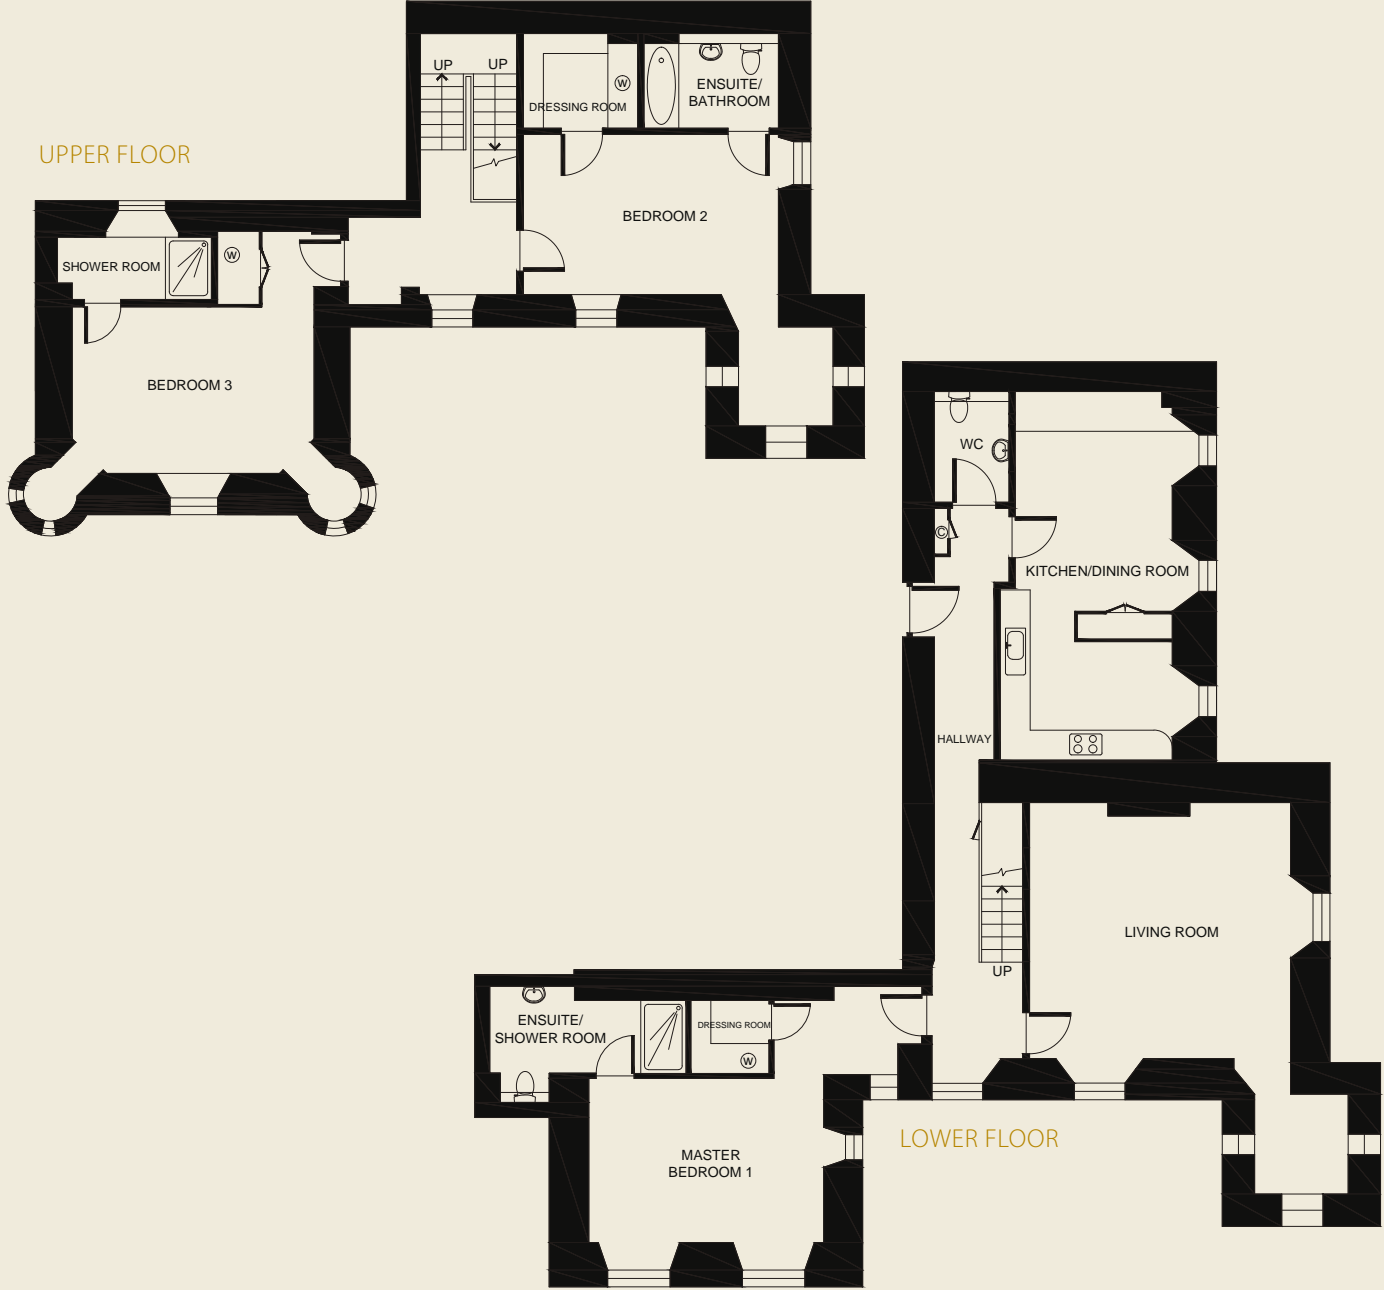 UPPER FLOOR
UP
UP
DRESSING ROOM
W
ENSUITE/
BATHROOM
BEDROOM 2
SHOWER ROOM
W
BEDROOM 3
WC
C
KITCHEN/DINING ROOM
HALLWAY
LIVING ROOM
UP
ENSUITE/
SHOWER ROOM
DRESSING ROOM
W
MASTER
BEDROOM 1
LOWER FLOOR